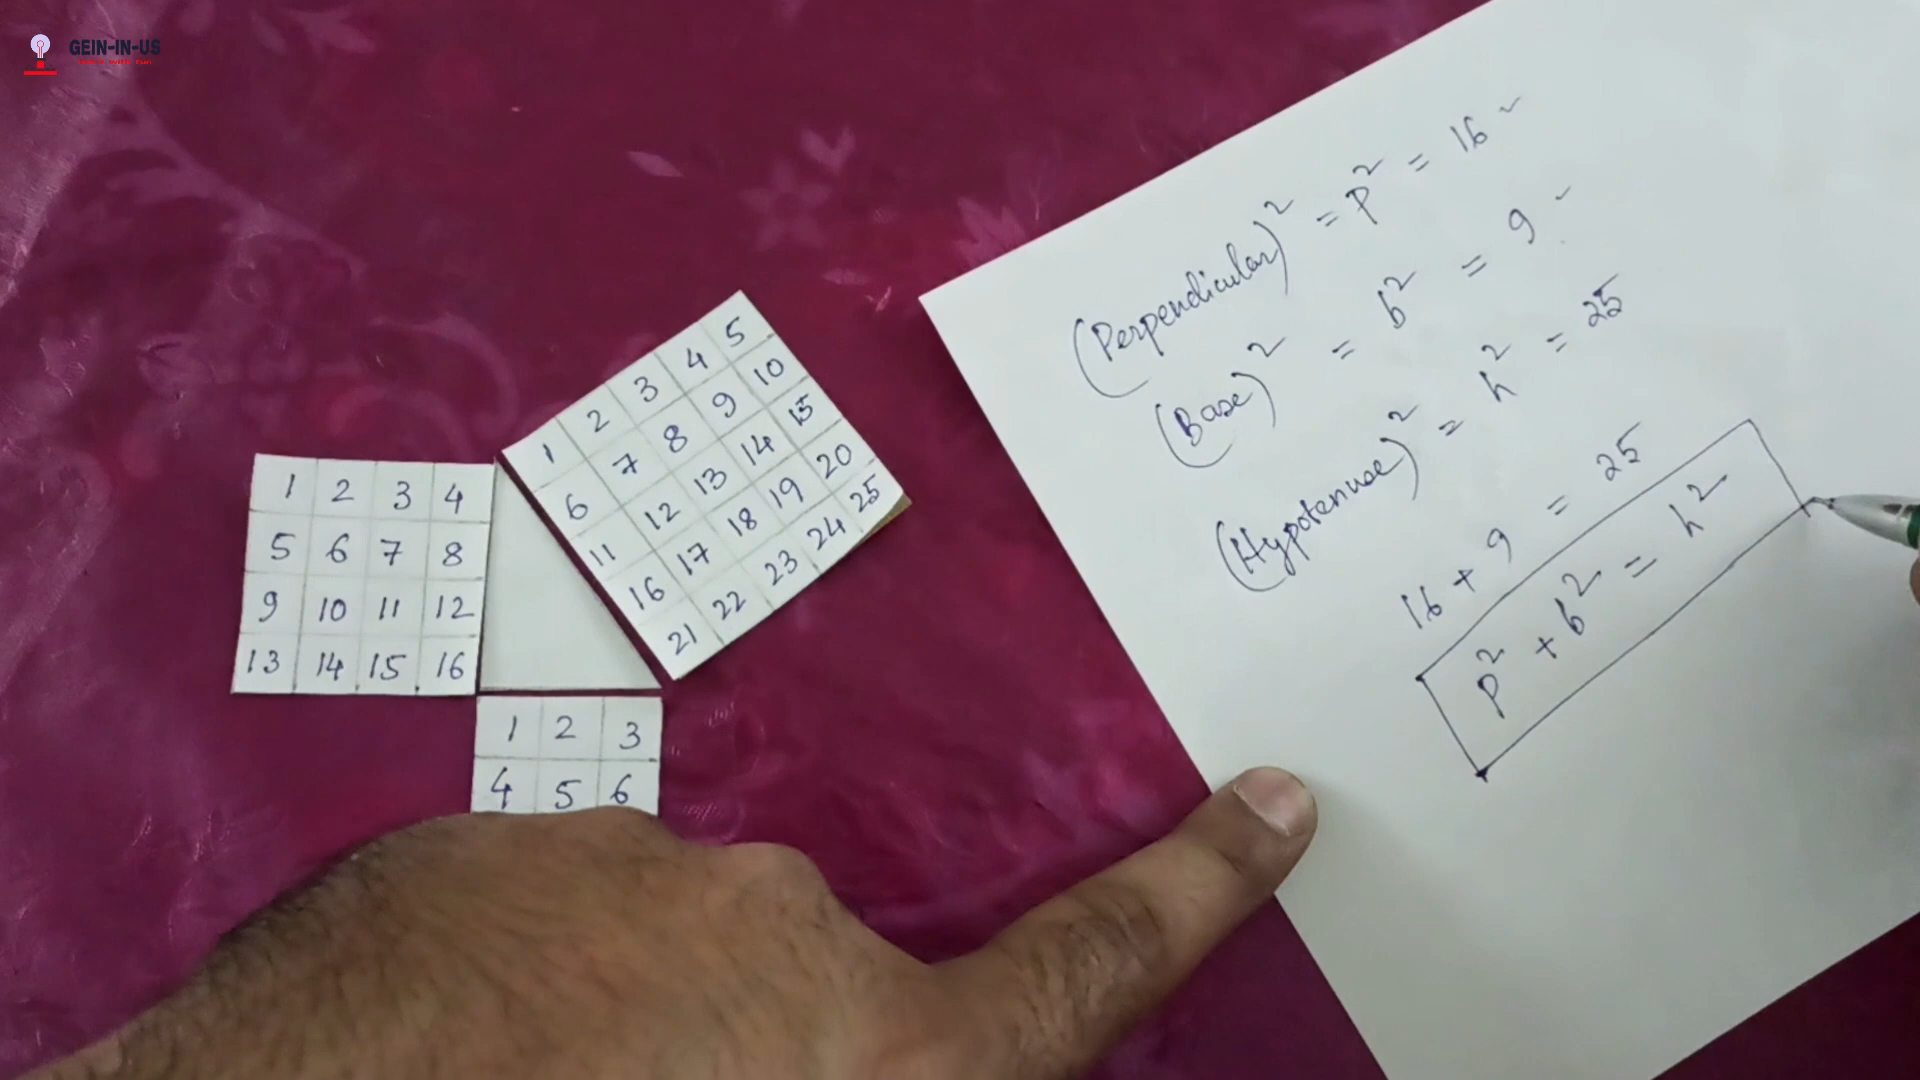 GEIN-IN-US
1 2 3 4
5 6 7 8
9 10 11 12
13 14 15 16
1 2 3 4 5
6 7 8 9 10
11 12 13 14 15
16 17 18 19 20
21 22 23 24 25
1 2 3
4 5 6
(Perpendicular)² = p² = 16 ✓
(Base)² = b² = 9 ✓
(Hypotenuse)² = h² = 25
16 + 9 = 25
p² + b² = h²